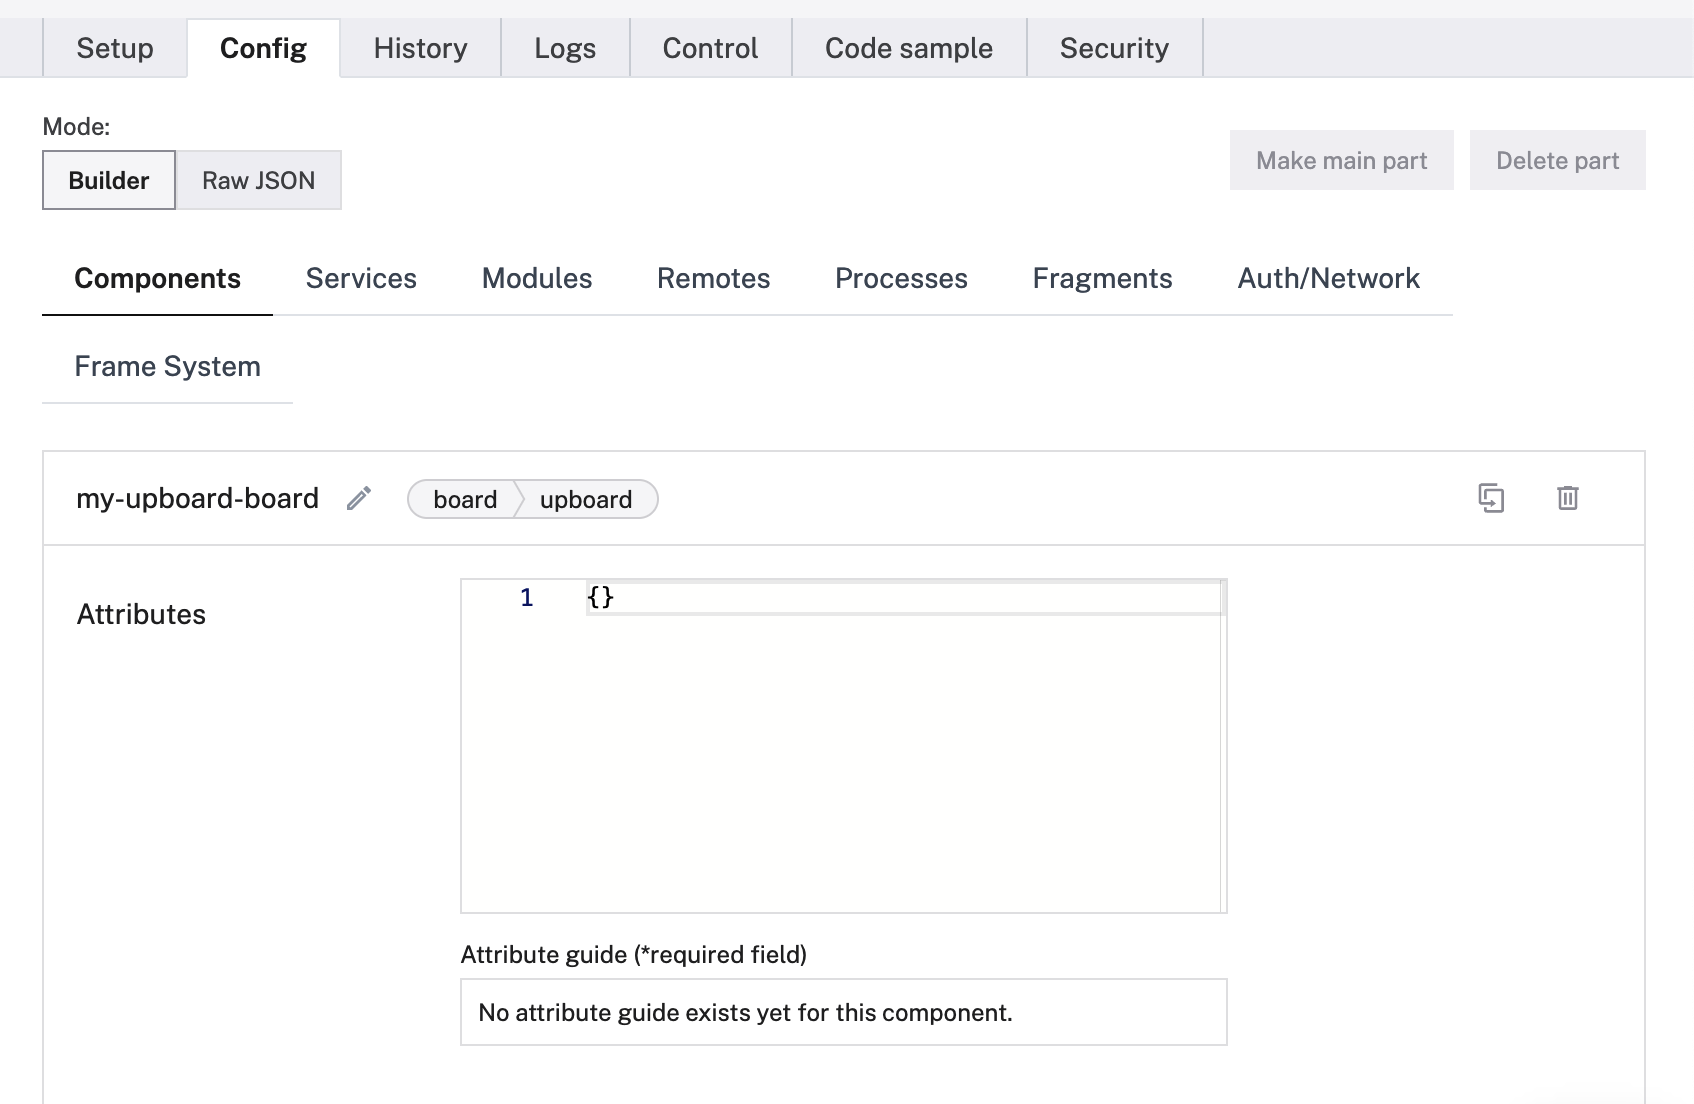 Setup Config History Logs Control Code sample Security
Mode:
Builder Raw JSON Make main part Delete part
Components Services Modules Remotes Processes Fragments Auth/Network
Frame System
my-upboard-board board upboard
Attributes
1 {}
Attribute guide (*required field)
No attribute guide exists yet for this component.